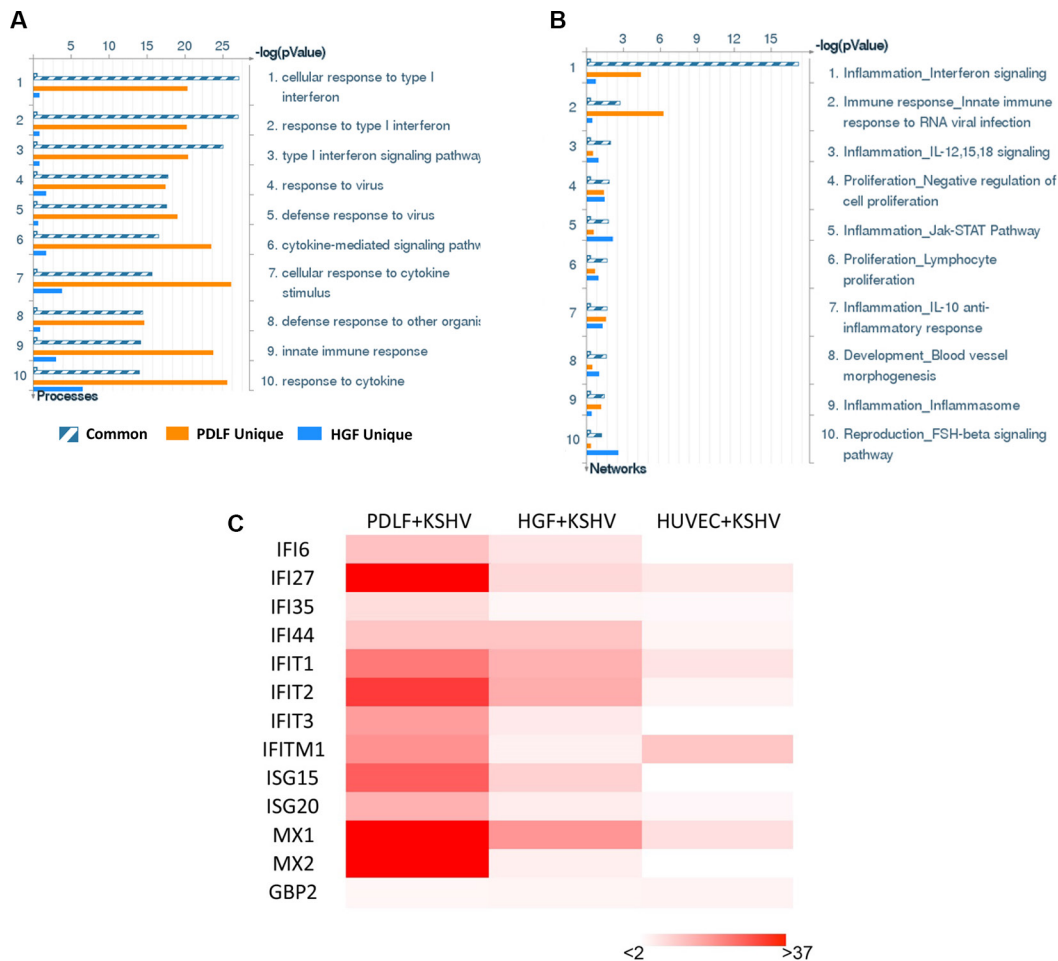 A
5 10 15 20 25
-log(pValue)
1
2
3
4
5
6
7
8
9
10
Processes
1. cellular response to type I
interferon
2. response to type I interferon
3. type I interferon signaling pathway
4. response to virus
5. defense response to virus
6. cytokine-mediated signaling pathw
7. cellular response to cytokine
stimulus
8. defense response to other organis
9. innate immune response
10. response to cytokine
Common PDLF Unique HGF Unique
B
3 6 9 12 15
-log(pValue)
1
2
3
4
5
6
7
8
9
10
Networks
1. Inflammation_Interferon signaling
2. Immune response_Innate immune
response to RNA viral infection
3. Inflammation_IL-12,15,18 signaling
4. Proliferation_Negative regulation of
cell proliferation
5. Inflammation_Jak-STAT Pathway
6. Proliferation_Lymphocyte
proliferation
7. Inflammation_IL-10 anti-
inflammatory response
8. Development_Blood vessel
morphogenesis
9. Inflammation_Inflammasome
10. Reproduction_FSH-beta signaling
pathway
C
PDLF+KSHV HGF+KSHV HUVEC+KSHV
IFI6
IFI27
IFI35
IFI44
IFIT1
IFIT2
IFIT3
IFITM1
ISG15
ISG20
MX1
MX2
GBP2
<2 >37